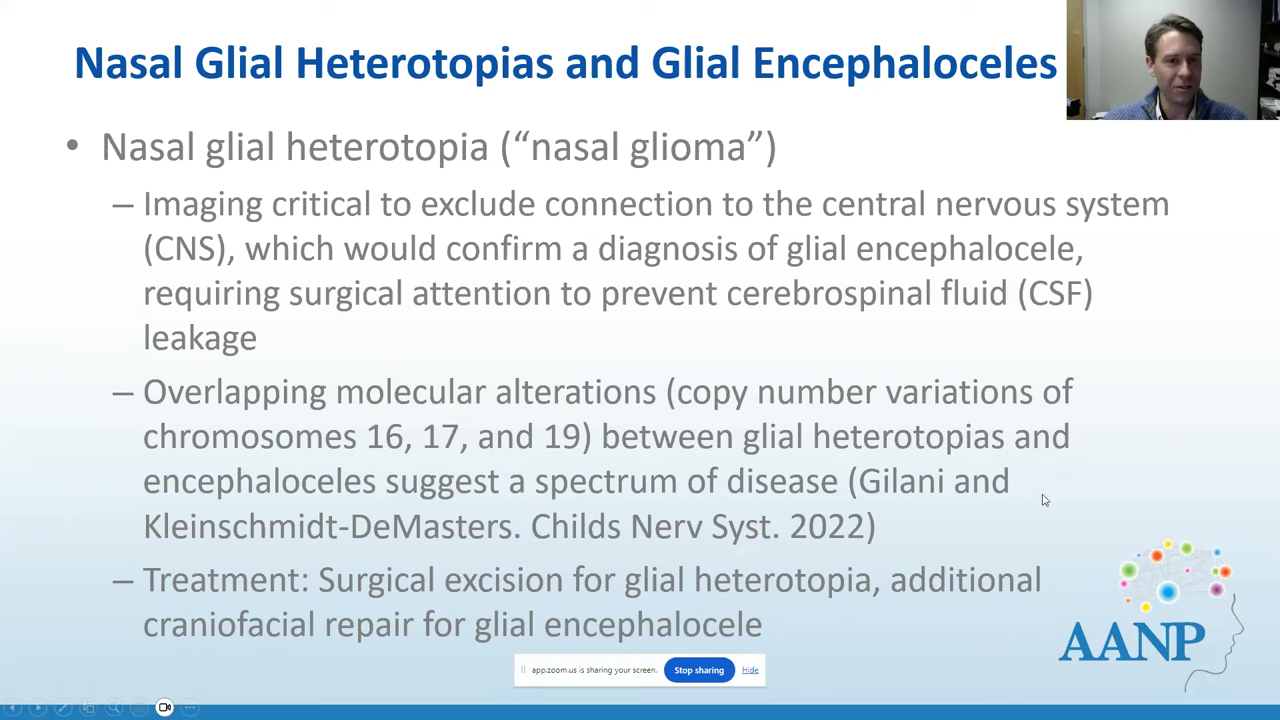 Nasal Glial Heterotopias and Glial Encephaloceles
• Nasal glial heterotopia (“nasal glioma”)
– Imaging critical to exclude connection to the central nervous system
(CNS), which would confirm a diagnosis of glial encephalocele,
requiring surgical attention to prevent cerebrospinal fluid (CSF)
leakage
– Overlapping molecular alterations (copy number variations of
chromosomes 16, 17, and 19) between glial heterotopias and
encephaloceles suggest a spectrum of disease (Gilani and
Kleinschmidt-DeMasters. Childs Nerv Syst. 2022)
– Treatment: Surgical excision for glial heterotopia, additional
craniofacial repair for glial encephalocele
AANP
app.zoom.us is sharing your screen. Stop sharing Hide